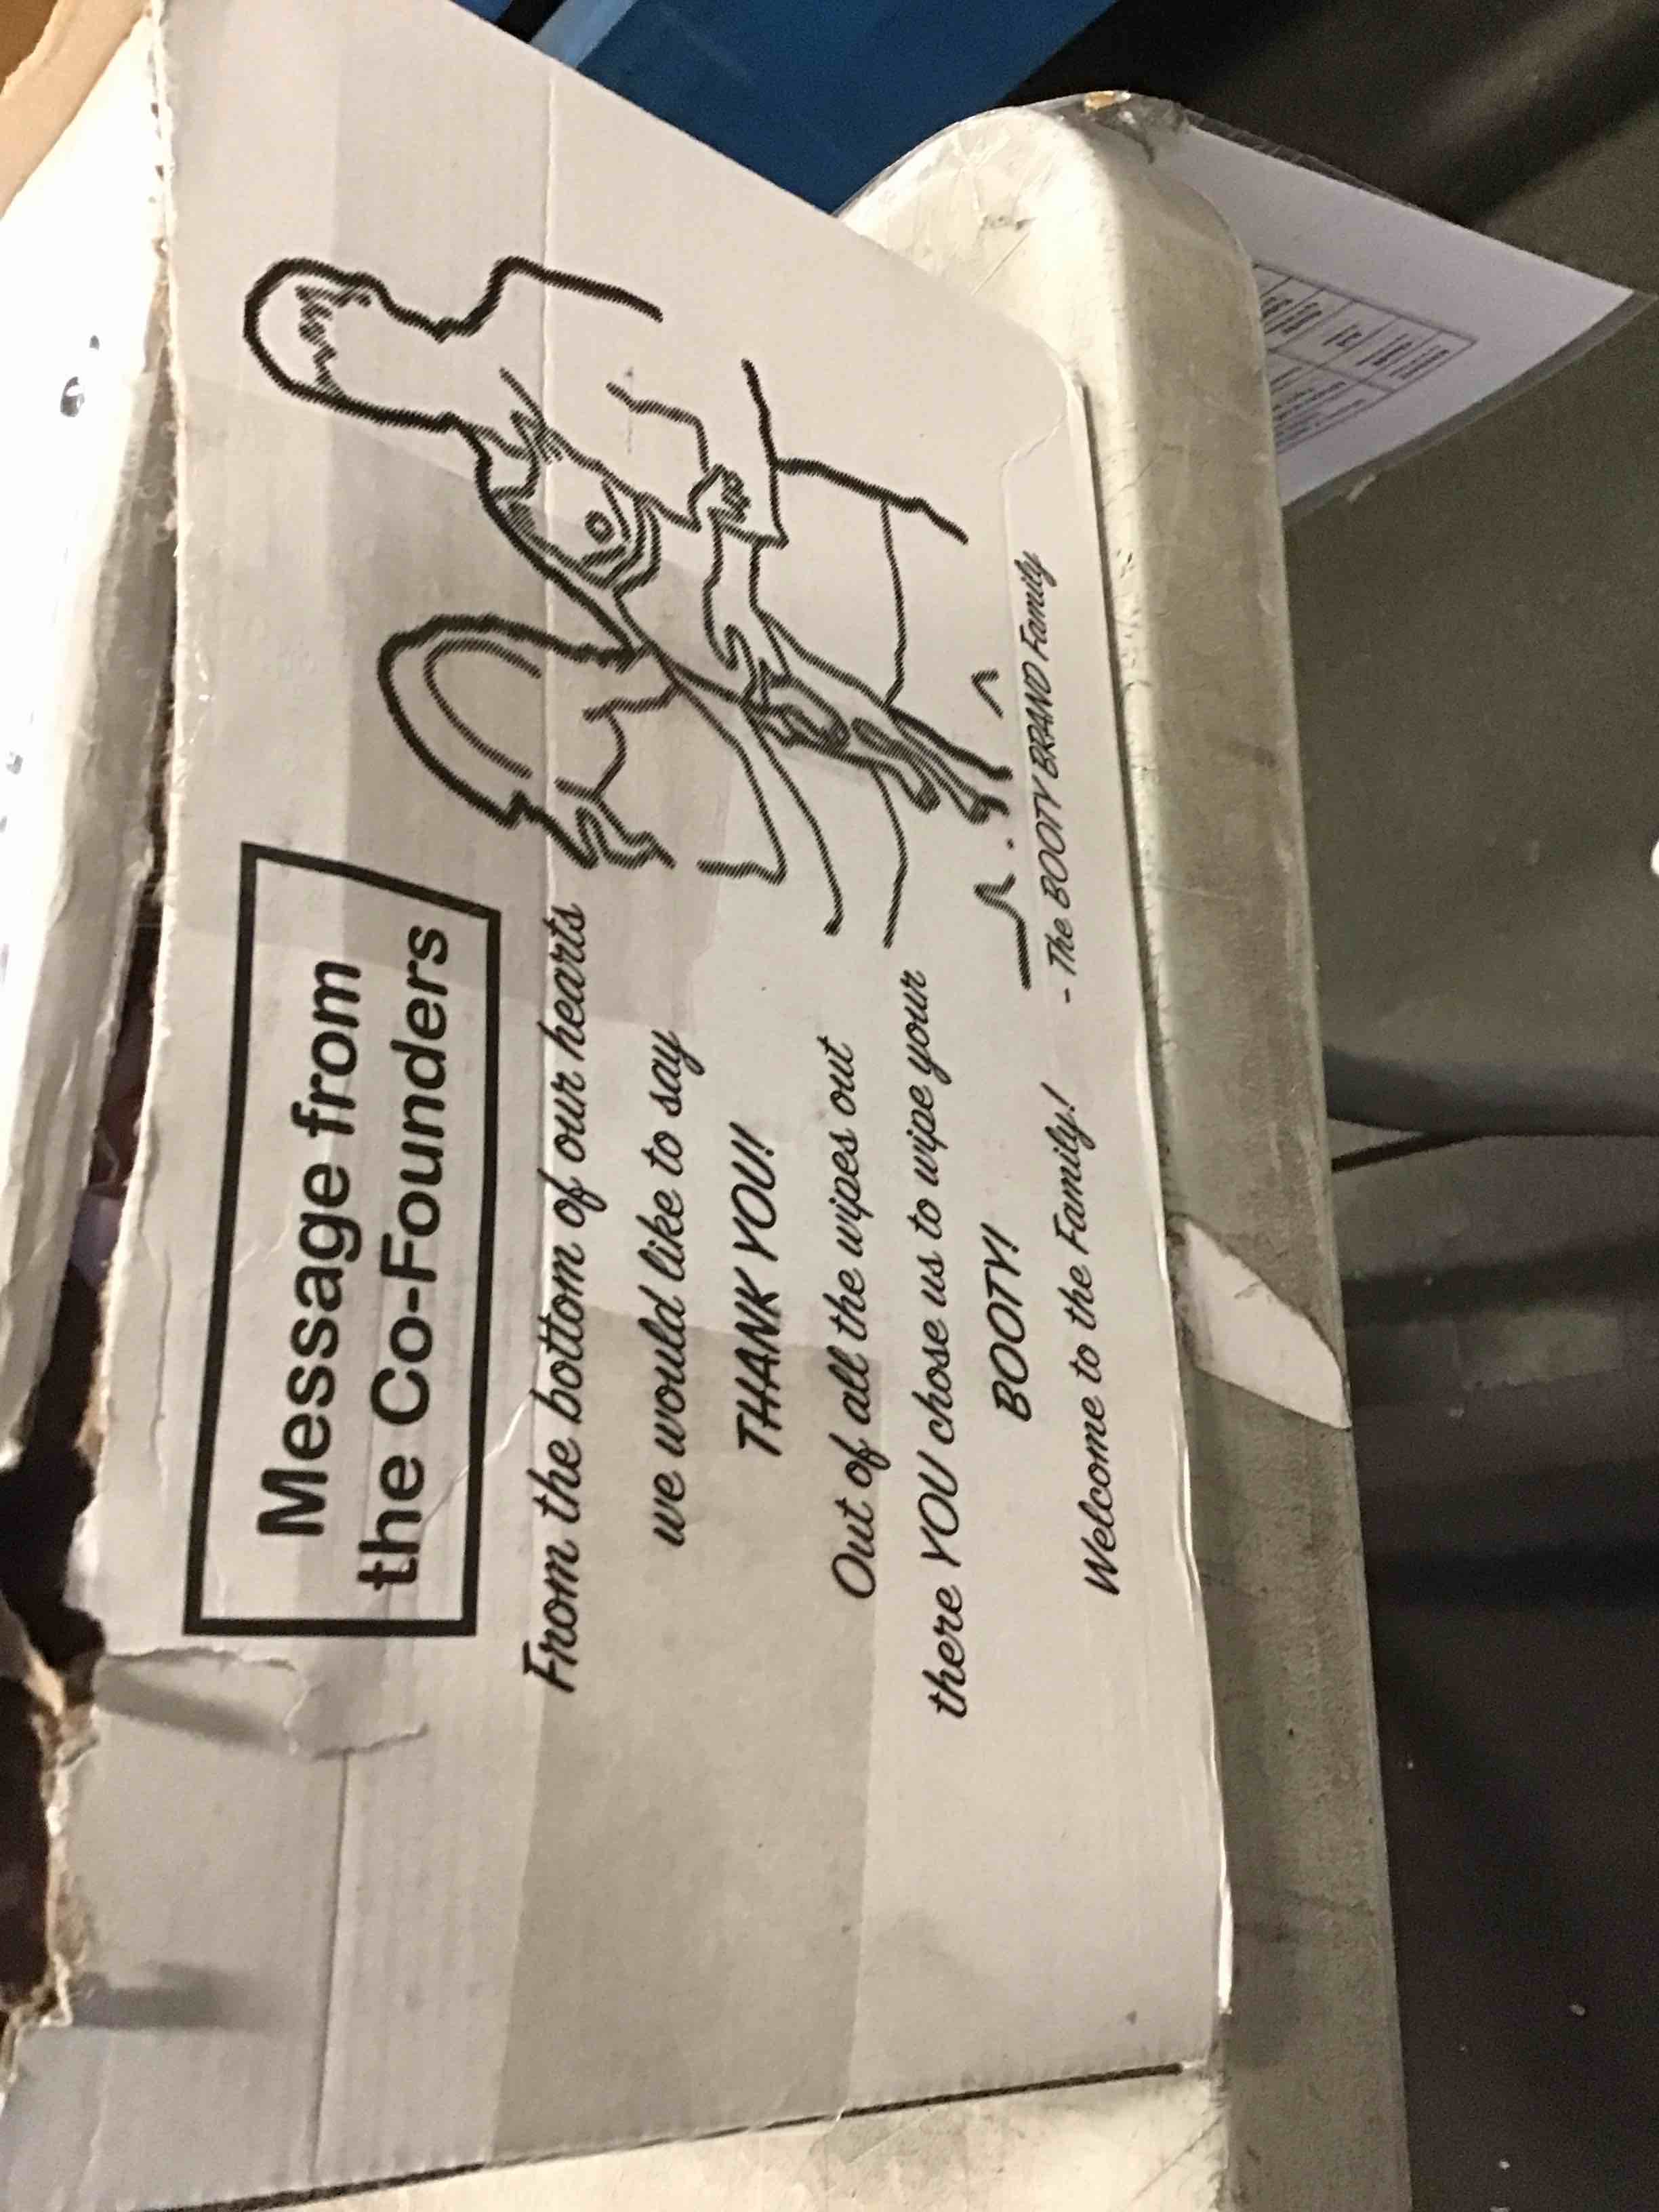 Message from
the Co-Founders
From the bottom of our hearts
we would like to say
THANK YOU!
Out of all the wipes out
there YOU chose us to wipe your
BOOTY!
Welcome to the Family!
- The BOOTY BRAND Family